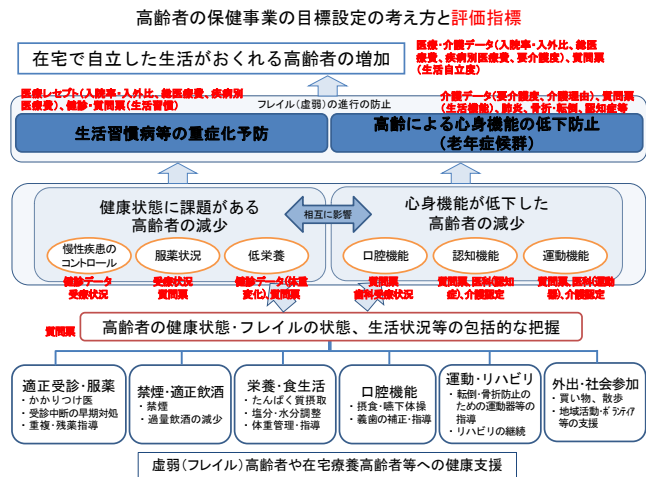 高齢者の保健事業の目標設定の考え方と評価指標
在宅で自立した生活がおくれる高齢者の増加
医療・介護データ(入院率・入外比、総医
療費、疾病別医療費、要介護度)、質問票
(生活自立度)
医療レセプト(入院率・入外比、総医療費、疾病別
医療費)、健診・質問票(生活習慣)
フレイル(虚弱)の進行の防止
介護データ(要介護度、介護理由)、質問票
(生活機能)、肺炎、骨折・転倒、認知症等
生活習慣病等の重症化予防
高齢による心身機能の低下防止
(老年症候群)
健康状態に課題がある
高齢者の減少
相互に影響
心身機能が低下した
高齢者の減少
慢性疾患の
コントロール
服薬状況
低栄養
口腔機能
認知機能
運動機能
健診データ
受療状況
受療状況
質問票
健診データ(体重
変化)、質問票
質問票
歯科受療状況
質問票、医科(認知
症)、介護認定
質問票、医科(運動
器)、介護認定
質問票
高齢者の健康状態・フレイルの状態、生活状況等の包括的な把握
適正受診・服薬
・かかりつけ医
・受診中断の早期対処
・重複・残薬指導
禁煙・適正飲酒
・禁煙
・過量飲酒の減少
栄養・食生活
・たんぱく質摂取
・塩分・水分調整
・体重管理・指導
口腔機能
・摂食・嚥下体操
・義歯の補正・指導
運動・リハビリ
・転倒・骨折防止の
ための運動器等の
指導
・リハビリの継続
外出・社会参加
・買い物、散歩
・地域活動・ボランティア
等の支援
虚弱(フレイル)高齢者や在宅療養高齢者等への健康支援